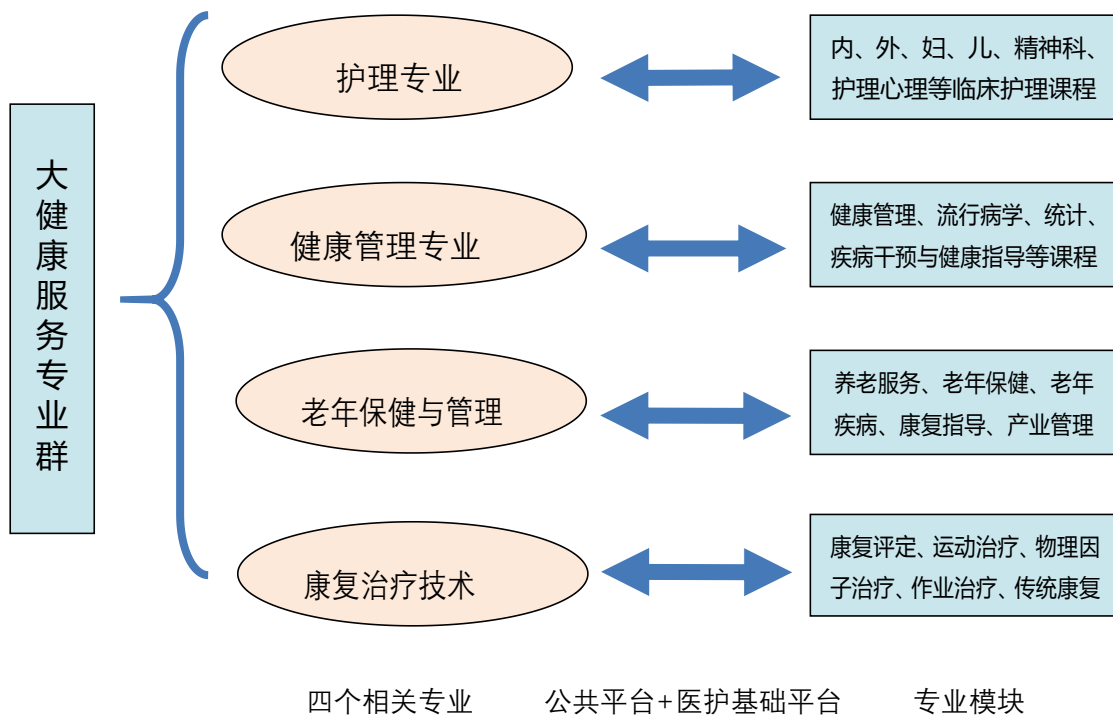 大健康服务专业群
护理专业
内、外、妇、儿、精神科、
护理心理等临床护理课程
健康管理专业
健康管理、流行病学、统计、
疾病干预与健康指导等课程
老年保健与管理
养老服务、老年保健、老年
疾病、康复指导、产业管理
康复治疗技术
康复评定、运动治疗、物理因
子治疗、作业治疗、传统康复
四个相关专业
公共平台+医护基础平台
专业模块